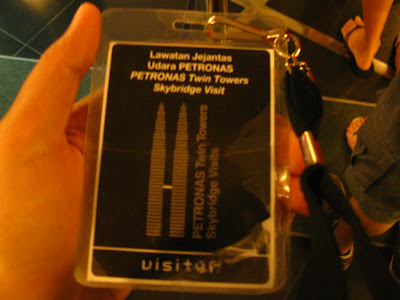 Lawatan Jejantas
Udara PETRONAS
PETRONAS Twin Towers
Skybridge Visit
PETRONAS Twin Towers
Skybridge Visits
visitor